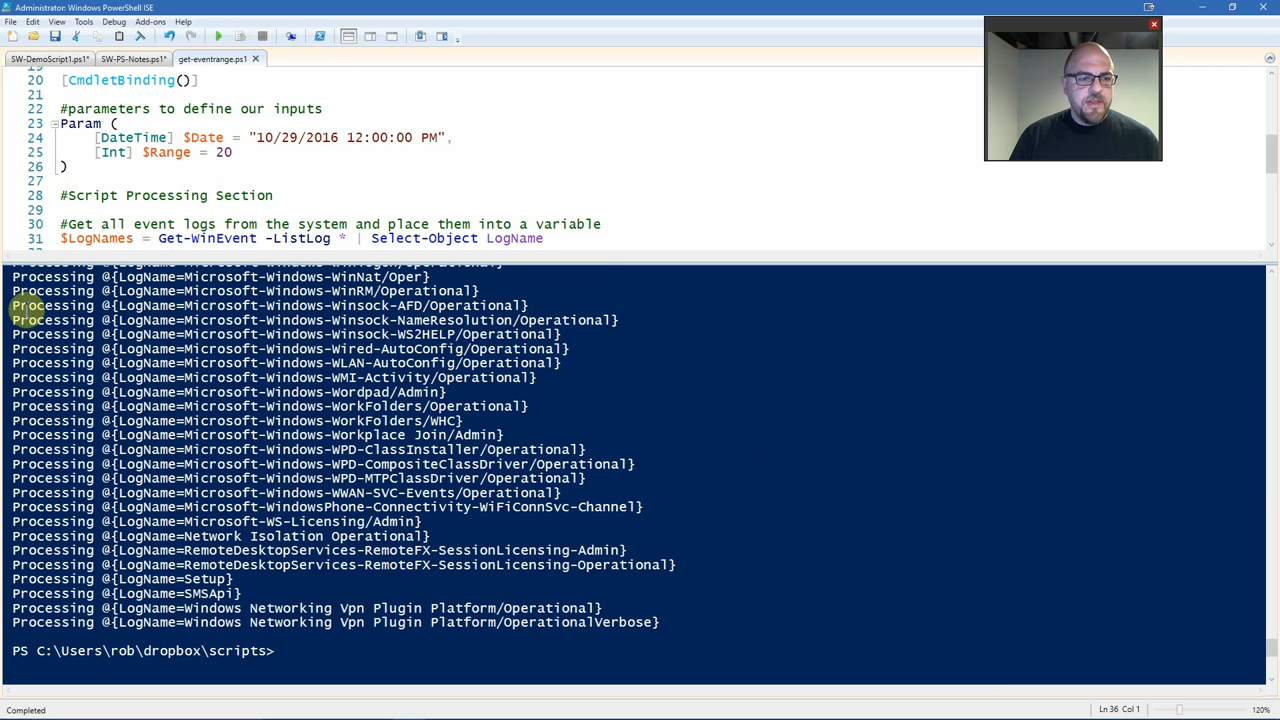 Administrator: Windows PowerShell ISE
File Edit View Tools Debug Add-ons Help
SW-DemoScript1.ps1* SW-PS-Notes.ps1* get-eventrange.ps1
20 [CmdletBinding()]
21
22 #parameters to define our inputs
23 Param (
24 [DateTime] $Date = "10/29/2016 12:00:00 PM",
25 [Int] $Range = 20
26 )
27
28 #Script Processing Section
29
30 #Get all event logs from the system and place them into a variable
31 $LogNames = Get-WinEvent -ListLog * | Select-Object LogName
Processing @{LogName=Microsoft-Windows-WinNat/Oper}
Processing @{LogName=Microsoft-Windows-WinRM/Operational}
Processing @{LogName=Microsoft-Windows-Winsock-AFD/Operational}
Processing @{LogName=Microsoft-Windows-Winsock-NameResolution/Operational}
Processing @{LogName=Microsoft-Windows-Winsock-WS2HELP/Operational}
Processing @{LogName=Microsoft-Windows-Wired-AutoConfig/Operational}
Processing @{LogName=Microsoft-Windows-WLAN-AutoConfig/Operational}
Processing @{LogName=Microsoft-Windows-WMI-Activity/Operational}
Processing @{LogName=Microsoft-Windows-Wordpad/Admin}
Processing @{LogName=Microsoft-Windows-WorkFolders/Operational}
Processing @{LogName=Microsoft-Windows-WorkFolders/WHC}
Processing @{LogName=Microsoft-Windows-Workplace Join/Admin}
Processing @{LogName=Microsoft-Windows-WPD-ClassInstaller/Operational}
Processing @{LogName=Microsoft-Windows-WPD-CompositeClassDriver/Operational}
Processing @{LogName=Microsoft-Windows-WPD-MTPClassDriver/Operational}
Processing @{LogName=Microsoft-Windows-WWAN-SVC-Events/Operational}
Processing @{LogName=Microsoft-WindowsPhone-Connectivity-WiFiConnSvc-Channel}
Processing @{LogName=Microsoft-WS-Licensing/Admin}
Processing @{LogName=Network Isolation Operational}
Processing @{LogName=RemoteDesktopServices-RemoteFX-SessionLicensing-Admin}
Processing @{LogName=RemoteDesktopServices-RemoteFX-SessionLicensing-Operational}
Processing @{LogName=Setup}
Processing @{LogName=SMSApi}
Processing @{LogName=Windows Networking Vpn Plugin Platform/Operational}
Processing @{LogName=Windows Networking Vpn Plugin Platform/OperationalVerbose}
PS C:\Users\rob\dropbox\scripts>
Completed Ln 36 Col 1 120%